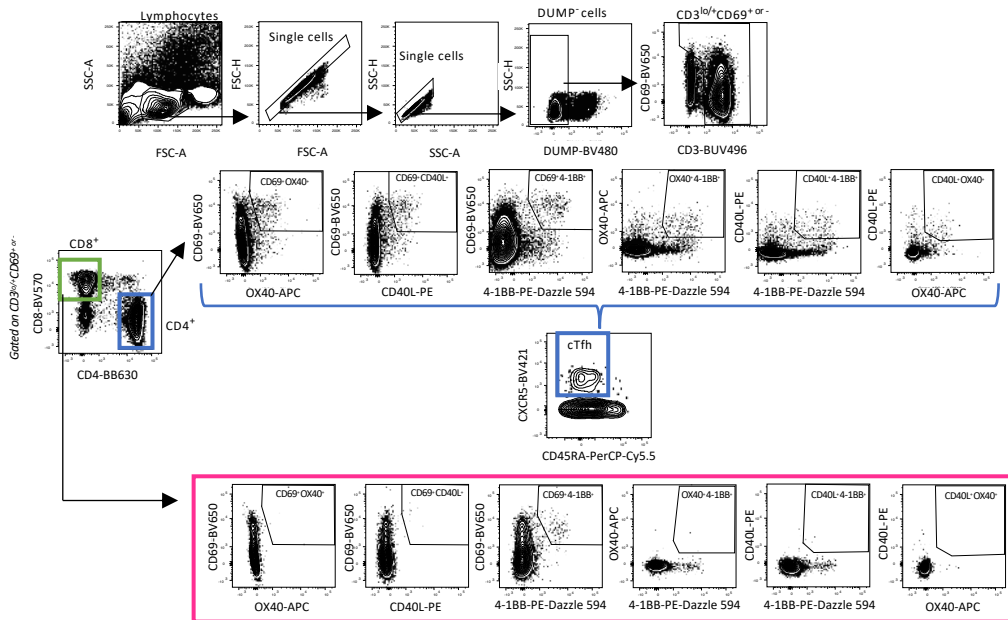 Lymphocytes
SSC-A
FSC-A
Single cells
FSC-H
FSC-A
Single cells
SSC-H
SSC-A
DUMP⁻ cells
SSC-H
DUMP-BV480
CD3ˡᵒ/⁺CD69⁺ ᵒʳ ⁻
CD69-BV650
CD3-BUV496
Gated on CD3ˡᵒ/⁺CD69⁺ ᵒʳ ⁻
CD8⁺
CD8-BV570
CD4⁺
CD4-BB630
CD69⁺OX40⁺
CD69-BV650
OX40-APC
CD69⁺CD40L⁺
CD69-BV650
CD40L-PE
CD69⁺4-1BB⁺
CD69-BV650
4-1BB-PE-Dazzle 594
OX40⁺4-1BB⁺
OX40-APC
4-1BB-PE-Dazzle 594
CD40L⁺4-1BB⁺
CD40L-PE
4-1BB-PE-Dazzle 594
CD40L⁺OX40⁺
CD40L-PE
OX40-APC
cTfh
CXCR5-BV421
CD45RA-PerCP-Cy5.5
CD69⁺OX40⁺
CD69-BV650
OX40-APC
CD69⁺CD40L⁺
CD69-BV650
CD40L-PE
CD69⁺4-1BB⁺
CD69-BV650
4-1BB-PE-Dazzle 594
OX40⁺4-1BB⁺
OX40-APC
4-1BB-PE-Dazzle 594
CD40L⁺4-1BB⁺
CD40L-PE
4-1BB-PE-Dazzle 594
CD40L⁺OX40⁺
CD40L-PE
OX40-APC